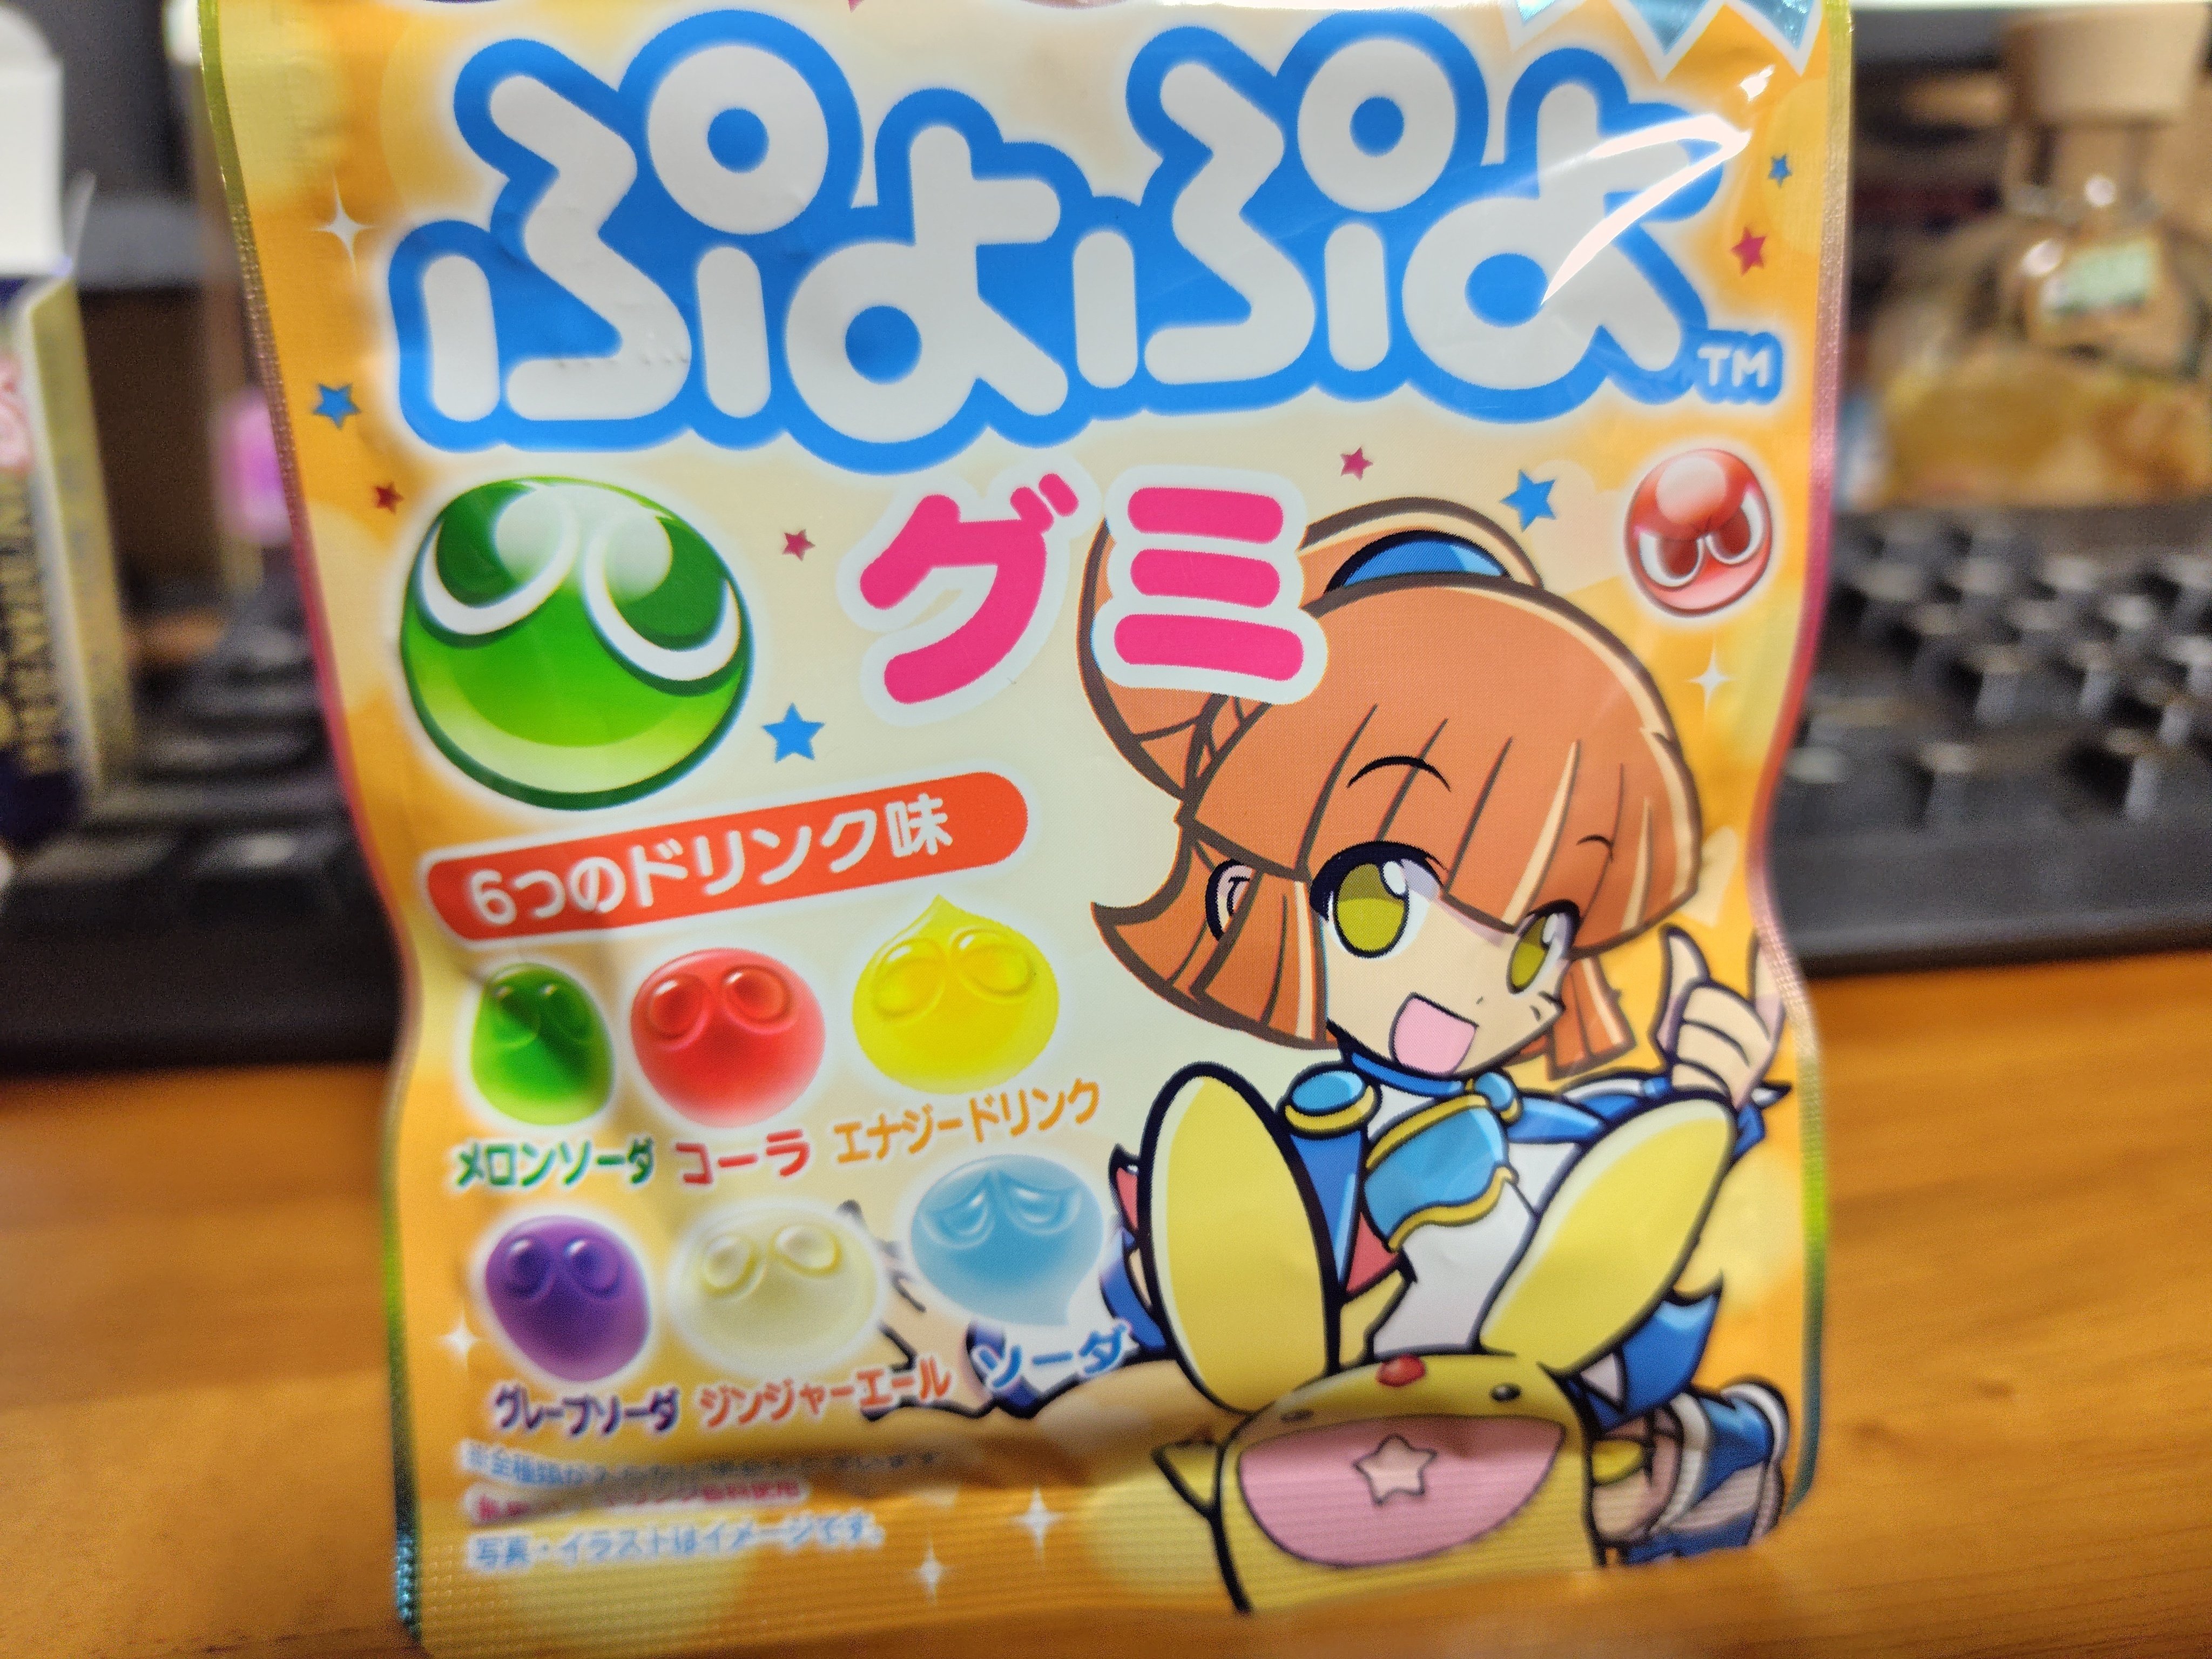 ぷよぷよTM
グミ
6つのドリンク味
メロンソーダ コーラ エナジードリンク
グレープソーダ ジンジャーエール ソーダ
写真・イラストはイメージです。